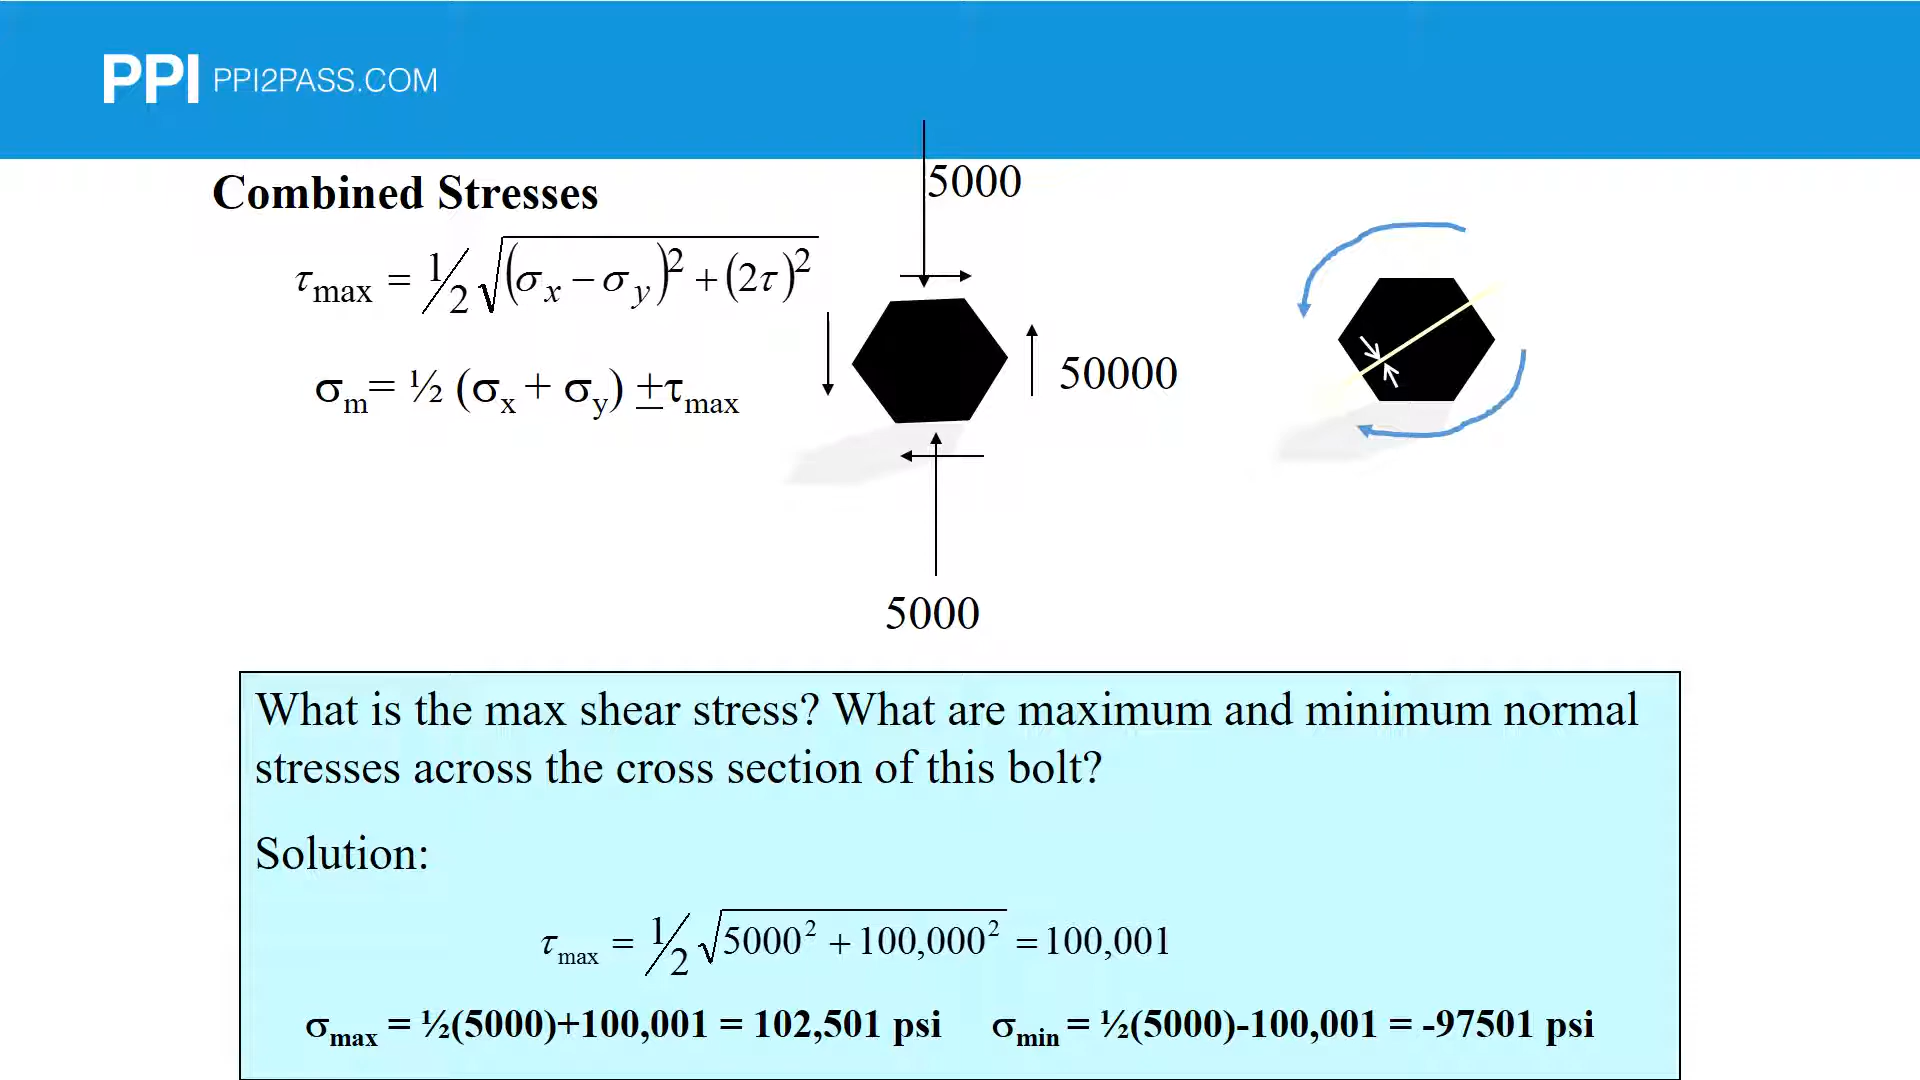 PPI PPI2PASS.COM
5000
Combined Stresses
τmax = 1/2 √(σx − σy)² + (2τ)²
σm= ½ (σx + σy) ±τmax
50000
5000
What is the max shear stress? What are maximum and minimum normal
stresses across the cross section of this bolt?
Solution:
τmax = 1/2 √5000² + 100,000² = 100,001
σmax = ½(5000)+100,001 = 102,501 psi σmin = ½(5000)-100,001 = -97501 psi